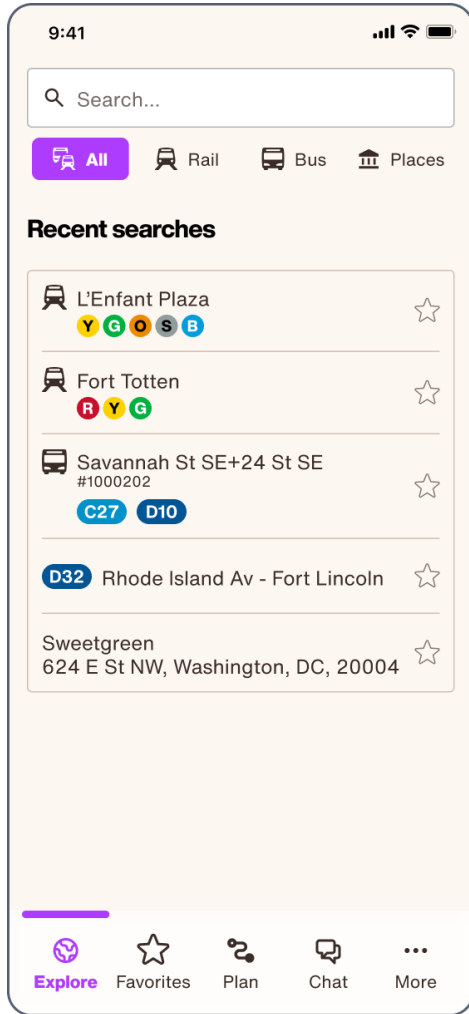 9:41
Search...
All Rail Bus Places
Recent searches
L’Enfant Plaza
Y G O S B
Fort Totten
R Y G
Savannah St SE+24 St SE
#1000202
C27 D10
D32 Rhode Island Av - Fort Lincoln
Sweetgreen
624 E St NW, Washington, DC, 20004
Explore Favorites Plan Chat More